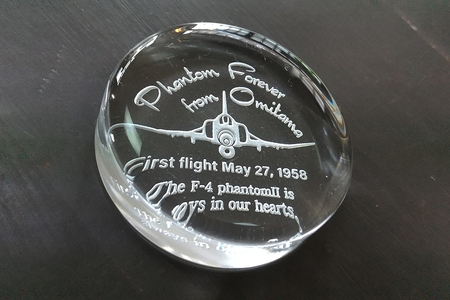 Phantom Forever
from Omitama
First flight May 27, 1958
The F-4 phantomII is
in our hearts